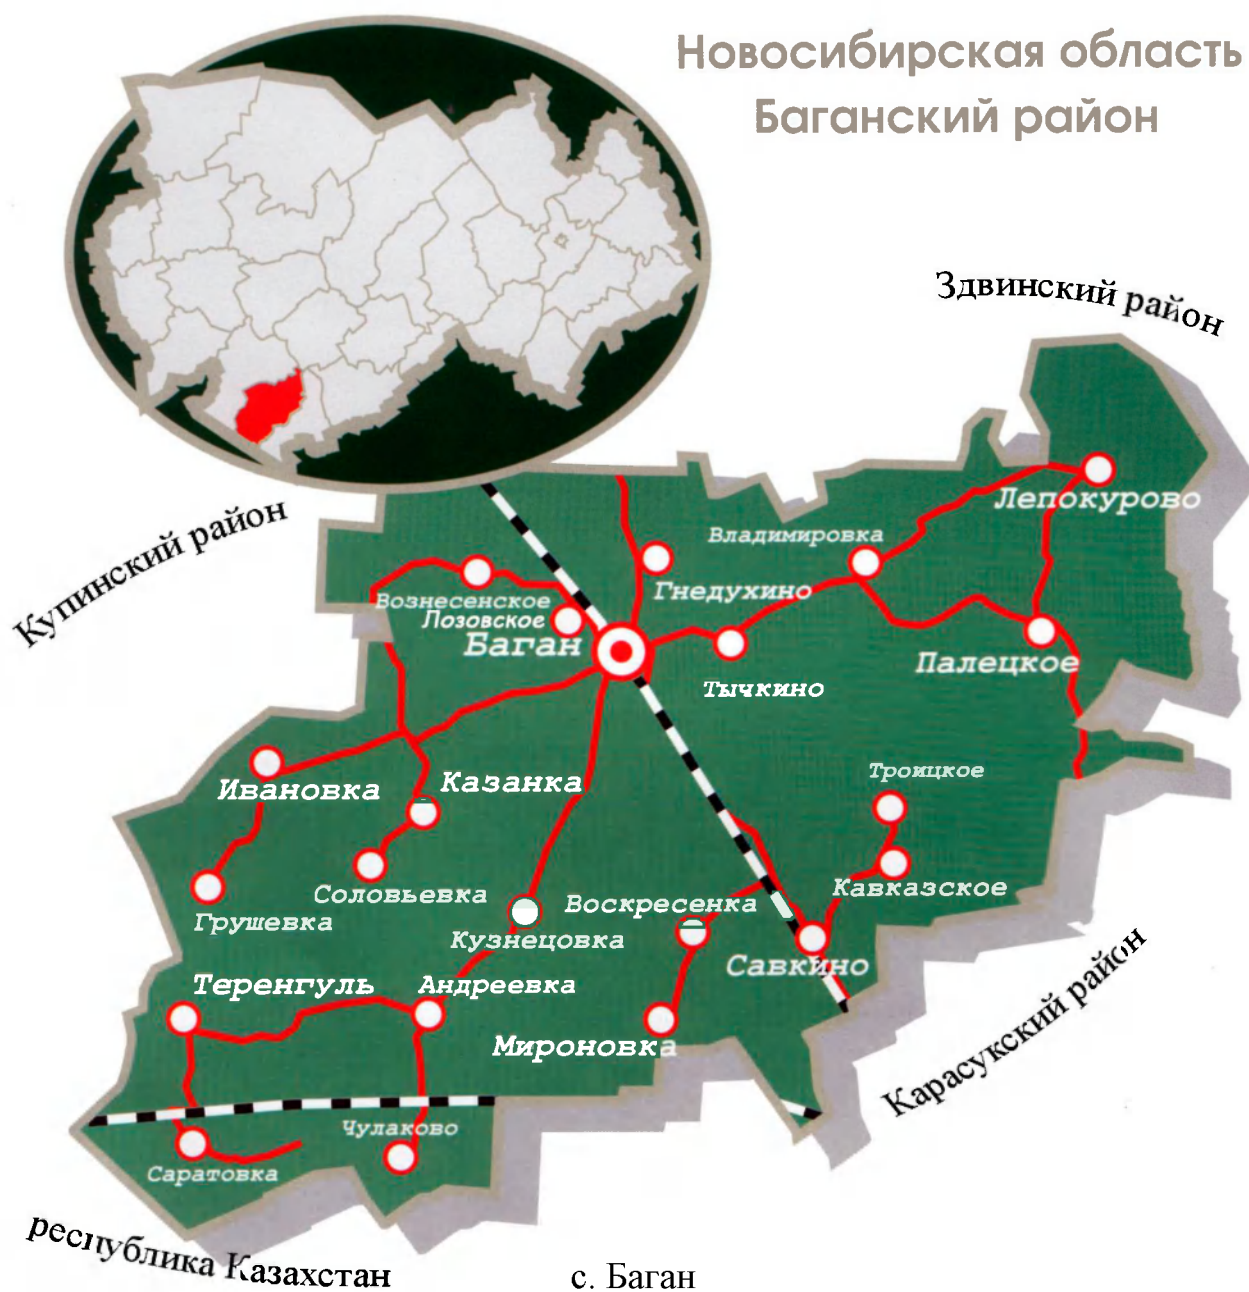 Новосибирская область
Баганский район
Здвинский район
Купинский район
Лепокурово
Владимировка
Гнедухино
Вознесенское
Лозовское
Баган
Палецкое
Тычкино
Троицкое
Ивановка
Казанка
Кавказское
Соловьевка
Воскресенка
Грушевка
Кузнецовка
Савкино
Теренгуль
Андреевка
Мироновка
Карасукский район
Чулаково
Саратовка
республика Казахстан
с. Баган